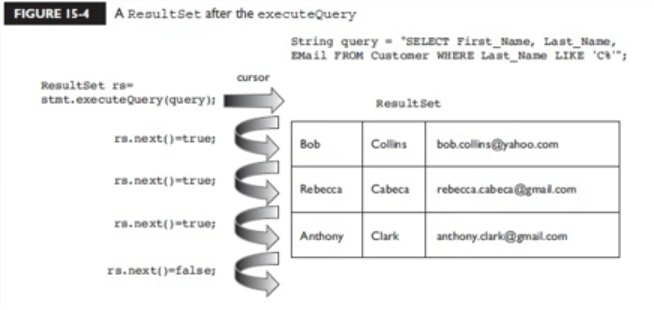 FIGURE 15-4 A ResultSet after the executeQuery
String query = "SELECT First_Name, Last_Name,
EMail FROM Customer WHERE Last_Name LIKE 'C%'";
cursor
ResultSet rs=
stmt.executeQuery(query);
ResultSet
rs.next()=true;
Bob Collins bob.collins@yahoo.com
rs.next()=true;
Rebecca Cabeca rebecca.cabeca@gmail.com
rs.next()=true;
Anthony Clark anthony.clark@gmail.com
rs.next()=false;